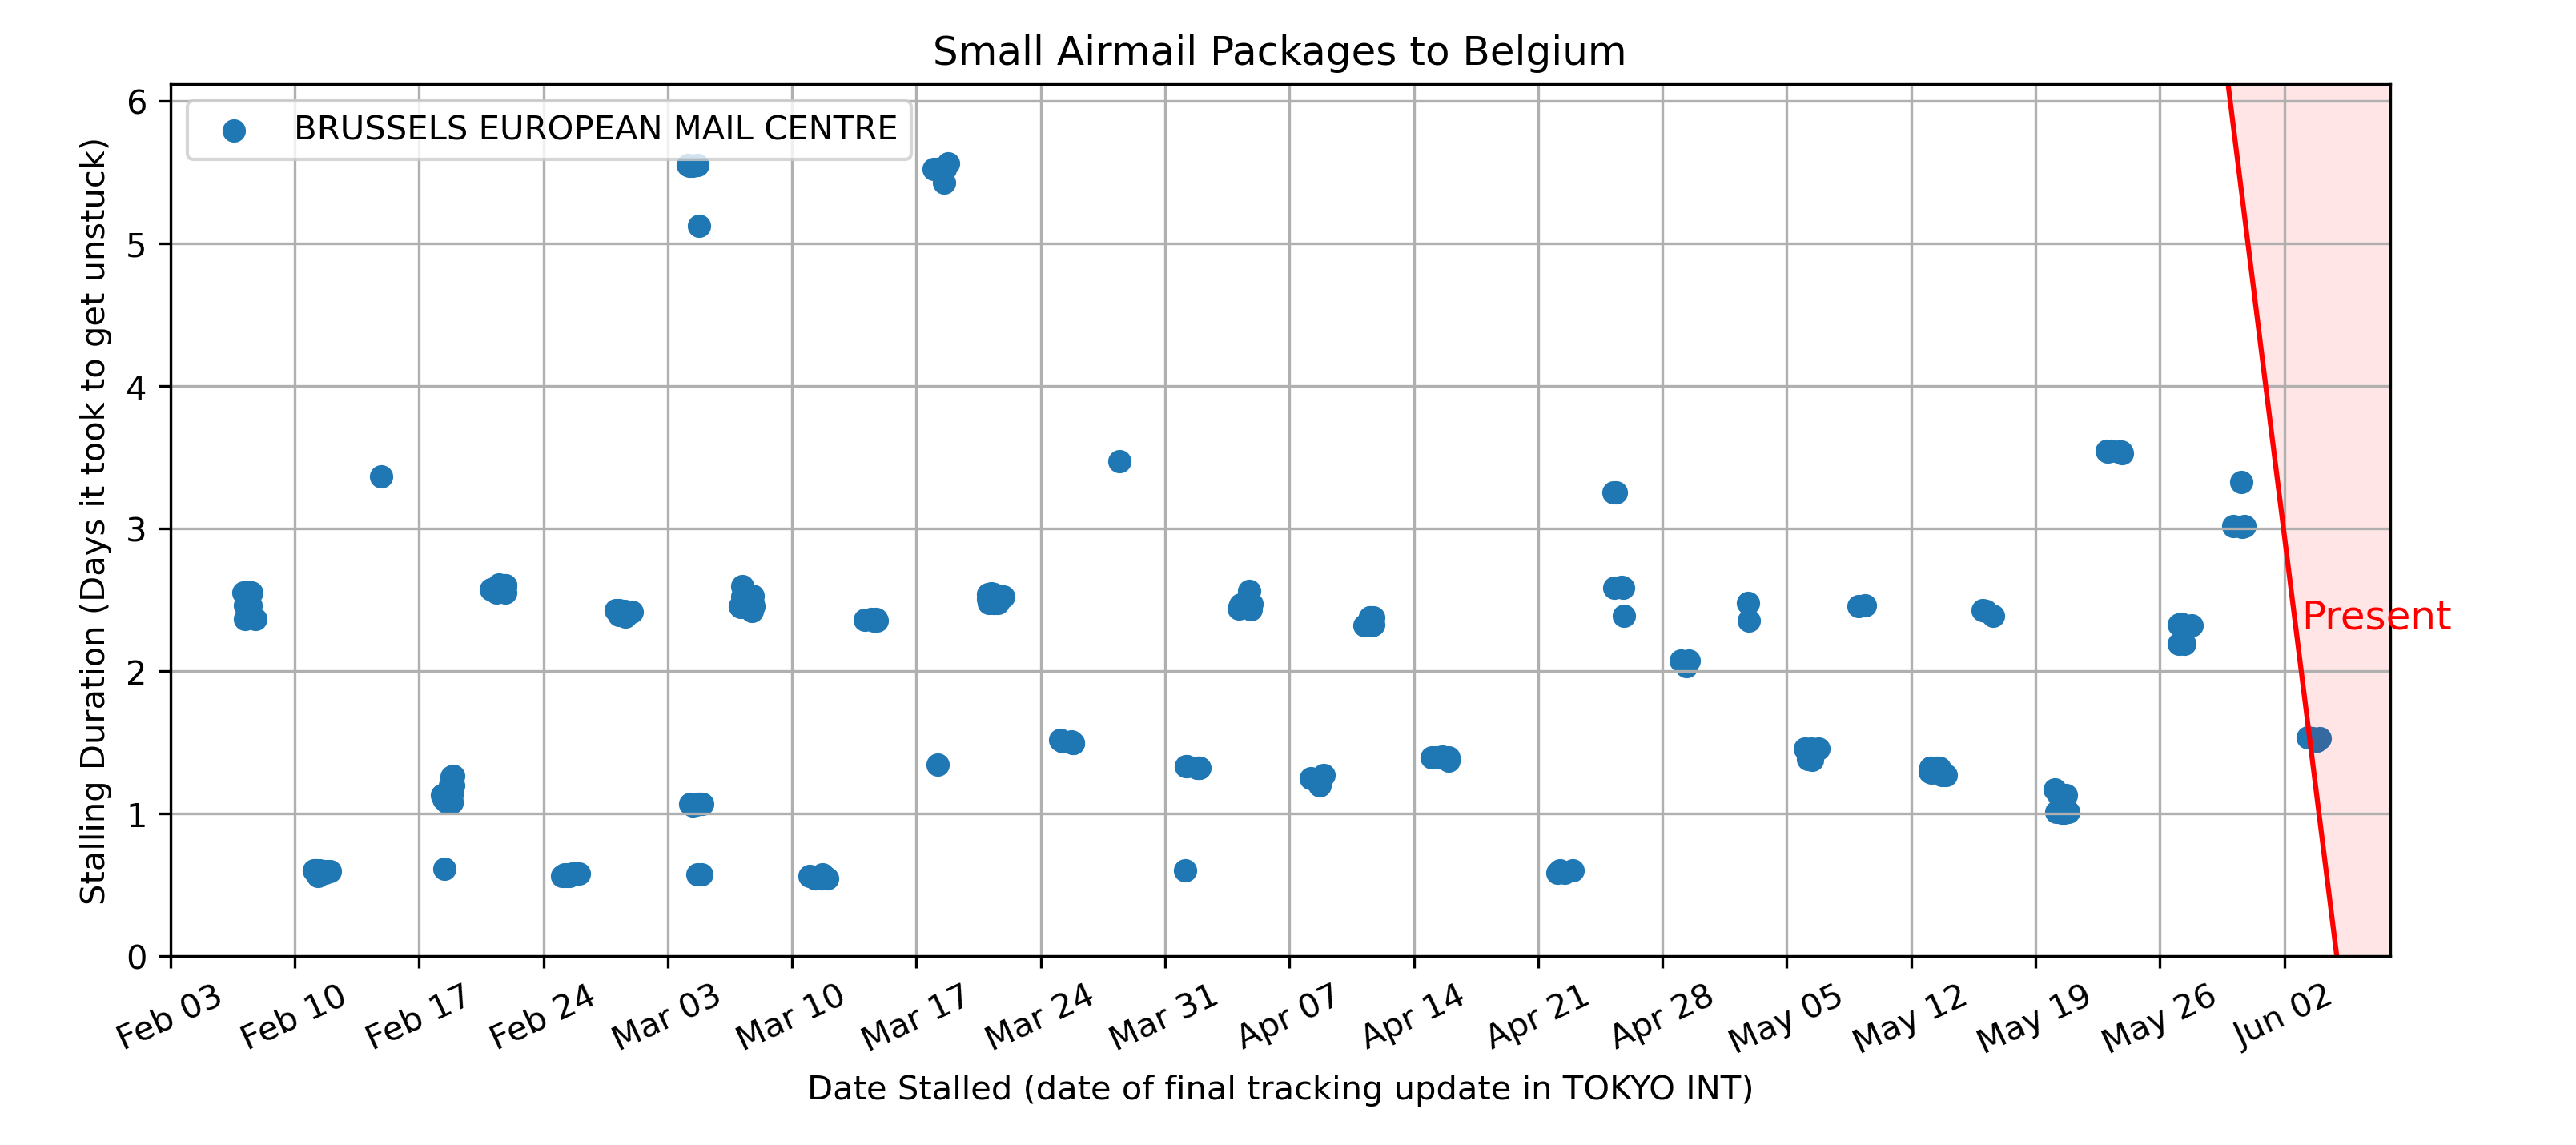 Small Airmail Packages to Belgium
BRUSSELS EUROPEAN MAIL CENTRE
Stalling Duration (Days it took to get unstuck)
6
5
4
3
2
1
0
Present
Feb 03
Feb 10
Feb 17
Feb 24
Mar 03
Mar 10
Mar 17
Mar 24
Mar 31
Apr 07
Apr 14
Apr 21
Apr 28
May 05
May 12
May 19
May 26
Jun 02
Date Stalled (date of final tracking update in TOKYO INT)